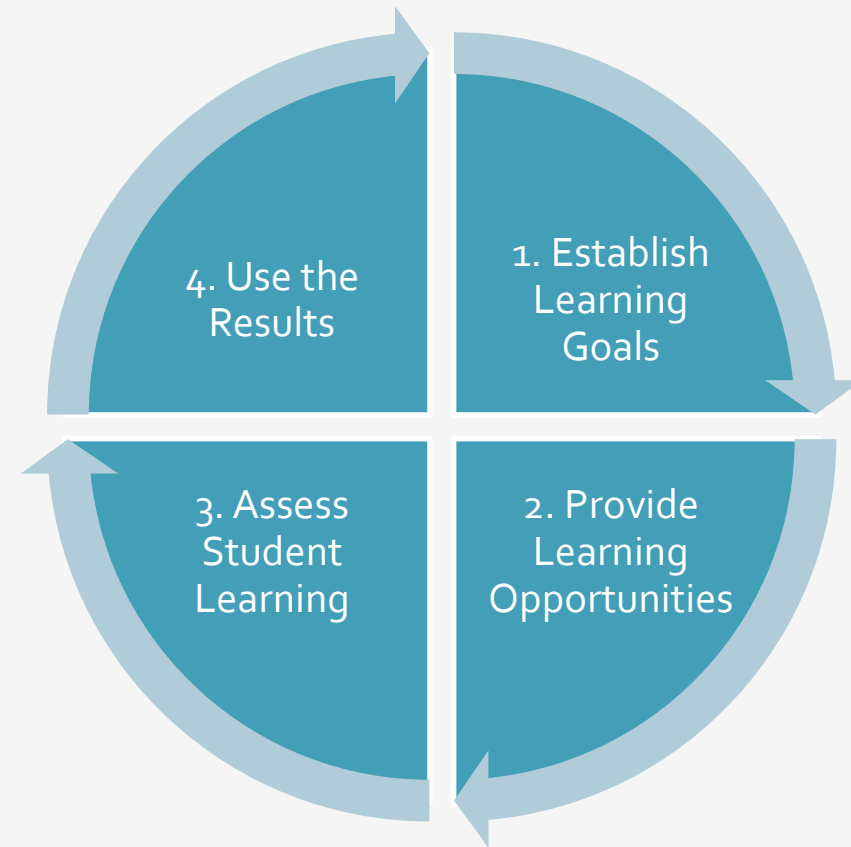 1. Establish
Learning
Goals
2. Provide
Learning
Opportunities
3. Assess
Student
Learning
4. Use the
Results